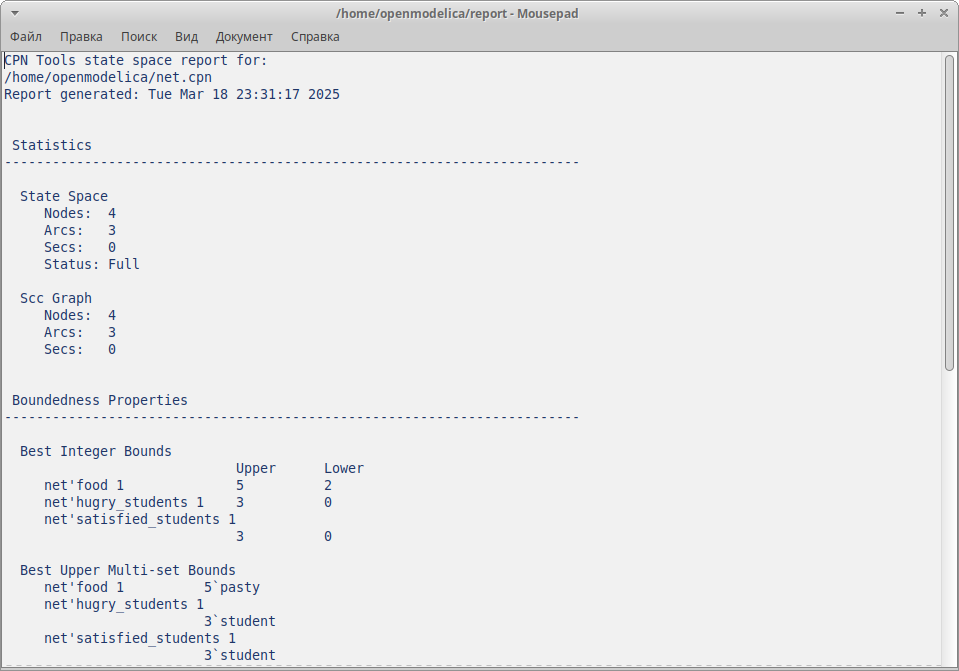 /home/openmodelica/report - Mousepad
Файл Правка Поиск Вид Документ Справка
CPN Tools state space report for:
/home/openmodelica/net.cpn
Report generated: Tue Mar 18 23:31:17 2025
Statistics
------------------------------------------------------------------------
State Space
Nodes: 4
Arcs: 3
Secs: 0
Status: Full
Scc Graph
Nodes: 4
Arcs: 3
Secs: 0
Boundedness Properties
------------------------------------------------------------------------
Best Integer Bounds
Upper Lower
net'food 1 5 2
net'hugry_students 1 3 0
net'satisfied_students 1
3 0
Best Upper Multi-set Bounds
net'food 1 5`pasty
net'hugry_students 1
3`student
net'satisfied_students 1
3`student